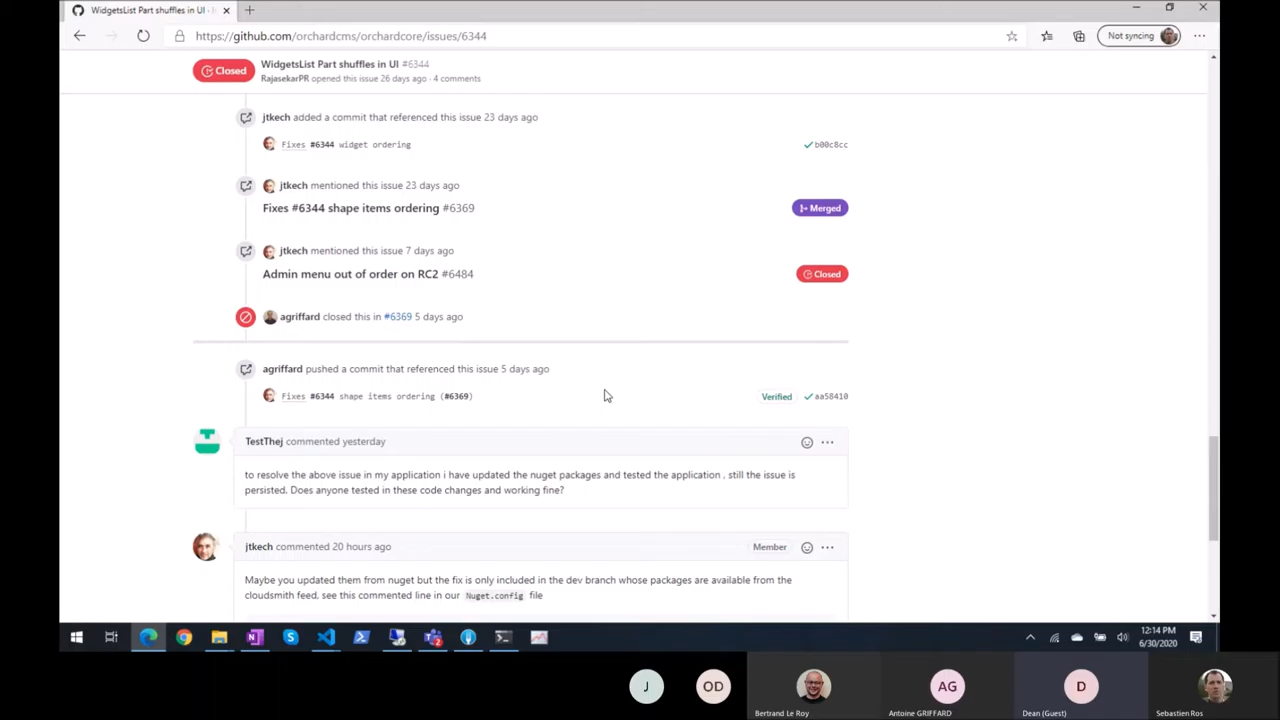 WidgetsList Part shuffles in UI
https://github.com/orchardcms/orchardcore/issues/6344
Not syncing
Closed
WidgetsList Part shuffles in UI #6344
RajasekarPR opened this issue 26 days ago · 4 comments
jtkech added a commit that referenced this issue 23 days ago
Fixes #6344 widget ordering
b00c8cc
jtkech mentioned this issue 23 days ago
Fixes #6344 shape items ordering #6369
Merged
jtkech mentioned this issue 7 days ago
Admin menu out of order on RC2 #6484
Closed
agriffard closed this in #6369 5 days ago
agriffard pushed a commit that referenced this issue 5 days ago
Fixes #6344 shape items ordering (#6369)
Verified
aa58410
TestThej commented yesterday
to resolve the above issue in my application i have updated the nuget packages and tested the application . still the issue is
persisted. Does anyone tested in these code changes and working fine?
jtkech commented 20 hours ago
Member
Maybe you updated them from nuget but the fix is only included in the dev branch whose packages are available from the
cloudsmith feed, see this commented line in our Nuget.config file
12:14 PM
6/30/2020
J
OD
AG
D
Bertrand Le Roy
Antoine GRIFFARD
Dean (Guest)
Sebastien Ros